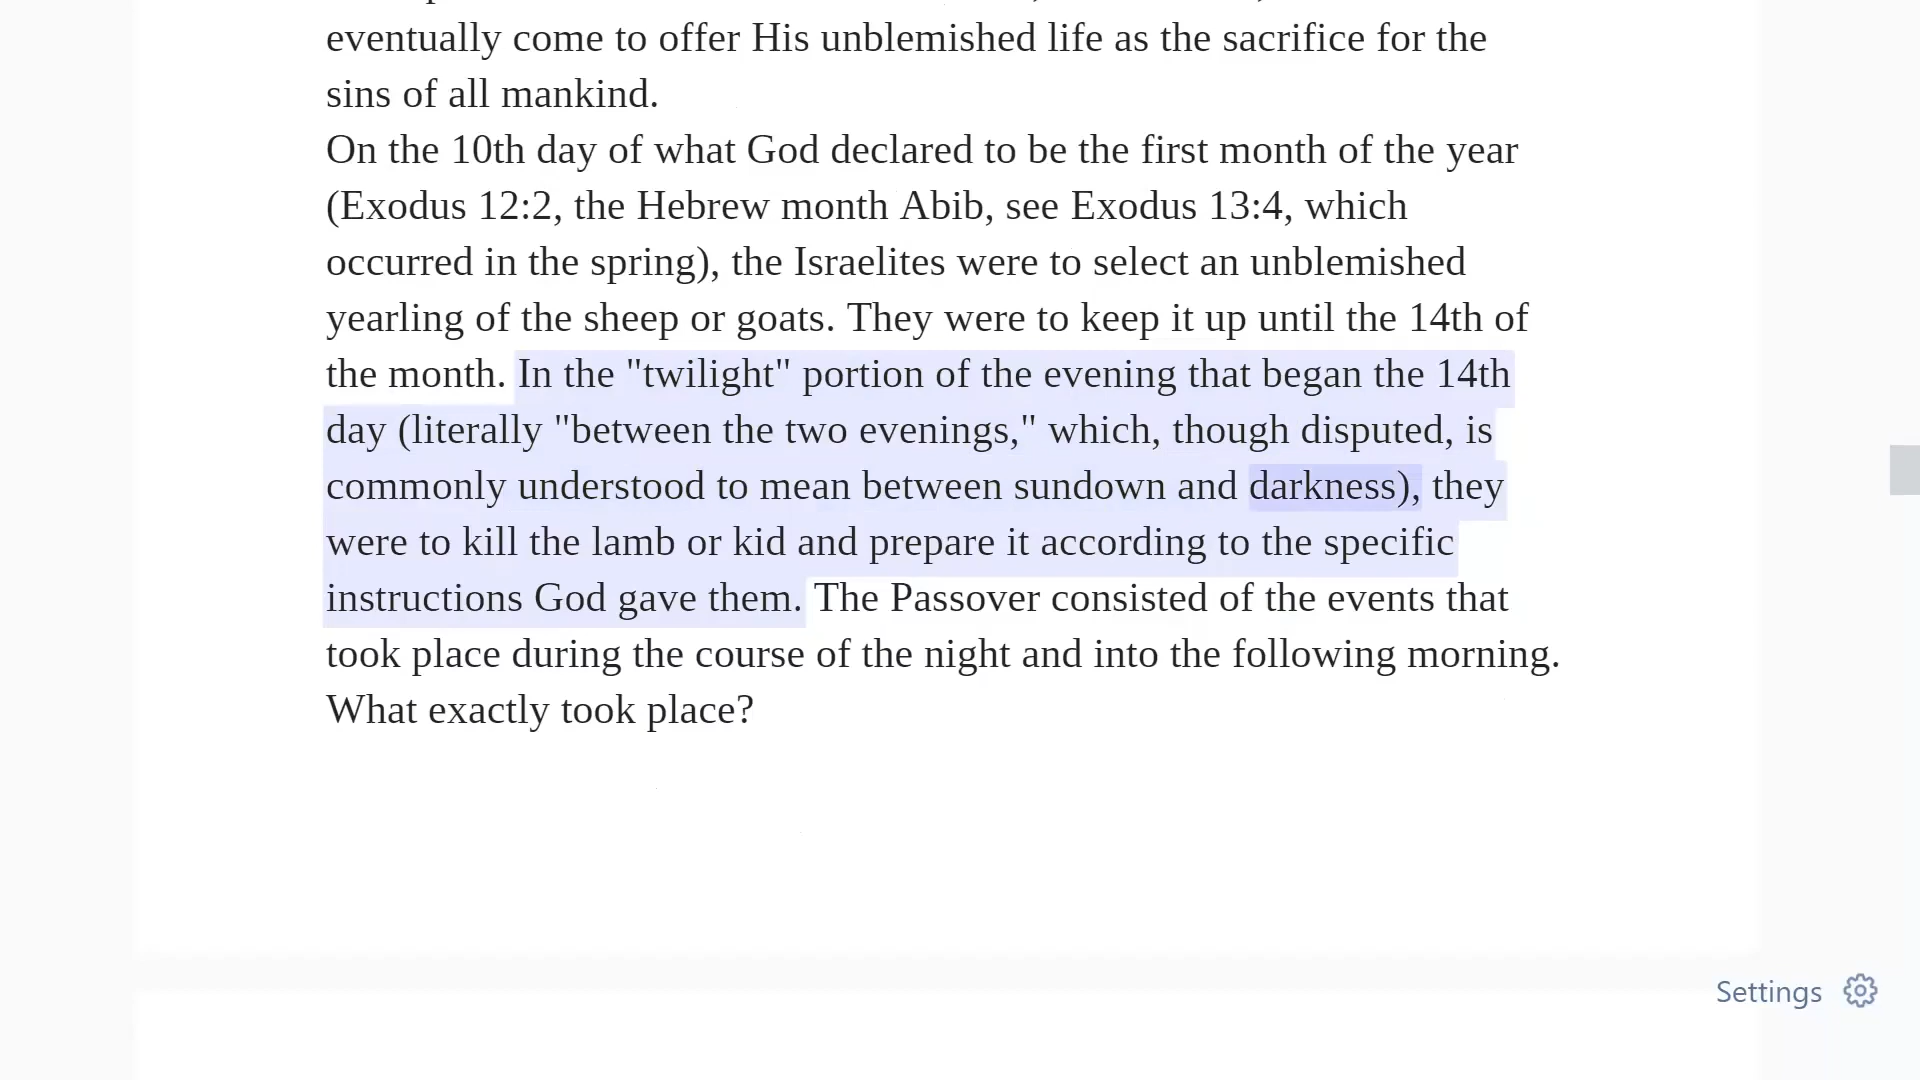 eventually come to offer His unblemished life as the sacrifice for the
sins of all mankind.
On the 10th day of what God declared to be the first month of the year
(Exodus 12:2, the Hebrew month Abib, see Exodus 13:4, which
occurred in the spring), the Israelites were to select an unblemished
yearling of the sheep or goats. They were to keep it up until the 14th of
the month. In the "twilight" portion of the evening that began the 14th
day (literally "between the two evenings," which, though disputed, is
commonly understood to mean between sundown and darkness), they
were to kill the lamb or kid and prepare it according to the specific
instructions God gave them. The Passover consisted of the events that
took place during the course of the night and into the following morning.
What exactly took place?
Settings